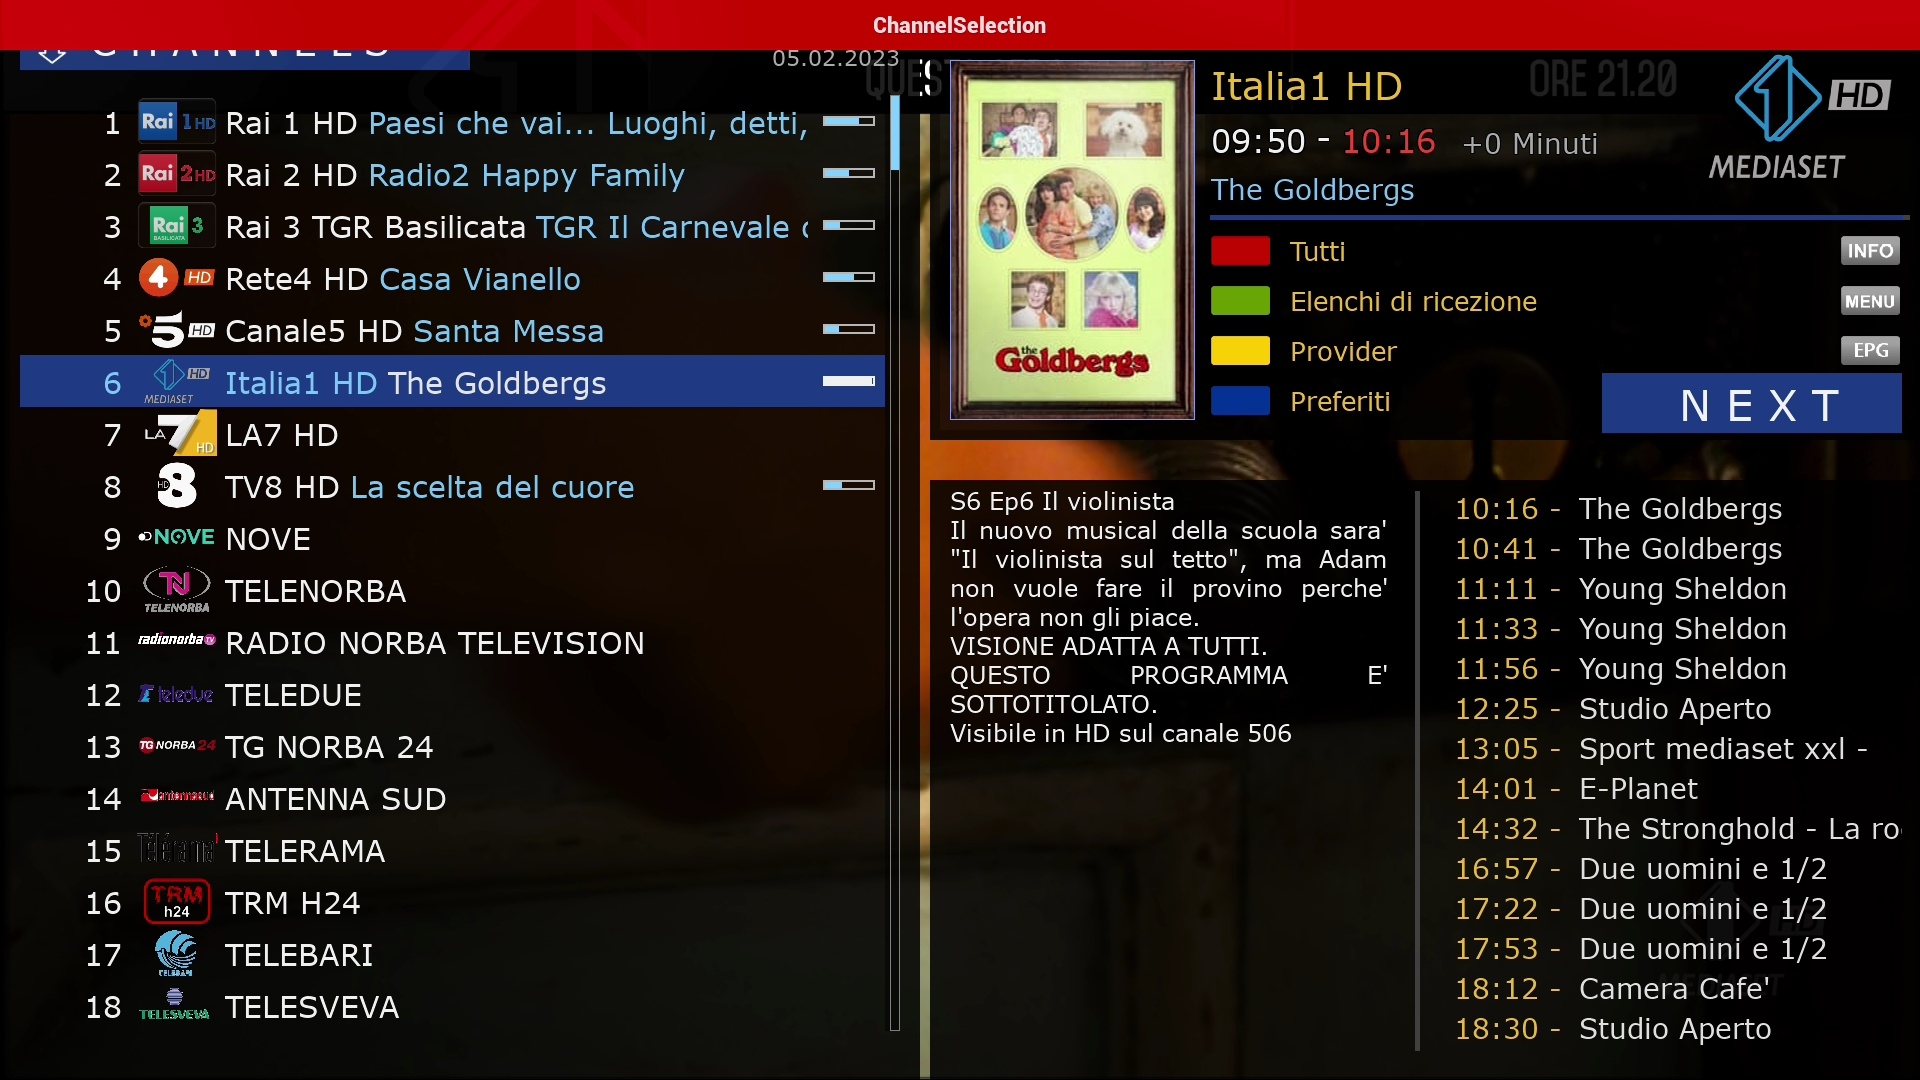 ChannelSelection
CHANNELS
05.02.2023
1 Rai 1HD Rai 1 HD Paesi che vai... Luoghi, detti,
2 Rai 2HD Rai 2 HD Radio2 Happy Family
3 Rai 3 BASILICATA Rai 3 TGR Basilicata TGR Il Carnevale
4 4 HD Rete4 HD Casa Vianello
5 5 HD Canale5 HD Santa Messa
6 HD MEDIASET Italia1 HD The Goldbergs
7 LA7 HD LA7 HD
8 HD 8 TV8 HD La scelta del cuore
9 NOVE NOVE
10 TN TELENORBA TELENORBA
11 radionorba TV RADIO NORBA TELEVISION
12 teledue TELEDUE
13 TG NORBA 24 TG NORBA 24
14 antennasud ANTENNA SUD
15 Télérama TELERAMA
16 TRM h24 TRM H24
17 TELEBARI TELEBARI
18 TELESVEVA TELESVEVA
the Goldbergs
Italia1 HD
ORE 21.20
1 HD
MEDIASET
09:50 - 10:16 +0 Minuti
The Goldbergs
Tutti INFO
Elenchi di ricezione MENU
Provider EPG
Preferiti
NEXT
S6 Ep6 Il violinista
Il nuovo musical della scuola sara'
"Il violinista sul tetto", ma Adam
non vuole fare il provino perche'
l'opera non gli piace.
VISIONE ADATTA A TUTTI.
QUESTO PROGRAMMA E'
SOTTOTITOLATO.
Visibile in HD sul canale 506
10:16 - The Goldbergs
10:41 - The Goldbergs
11:11 - Young Sheldon
11:33 - Young Sheldon
11:56 - Young Sheldon
12:25 - Studio Aperto
13:05 - Sport mediaset xxl -
14:01 - E-Planet
14:32 - The Stronghold - La ro
16:57 - Due uomini e 1/2
17:22 - Due uomini e 1/2
17:53 - Due uomini e 1/2
18:12 - Camera Cafe'
18:30 - Studio Aperto